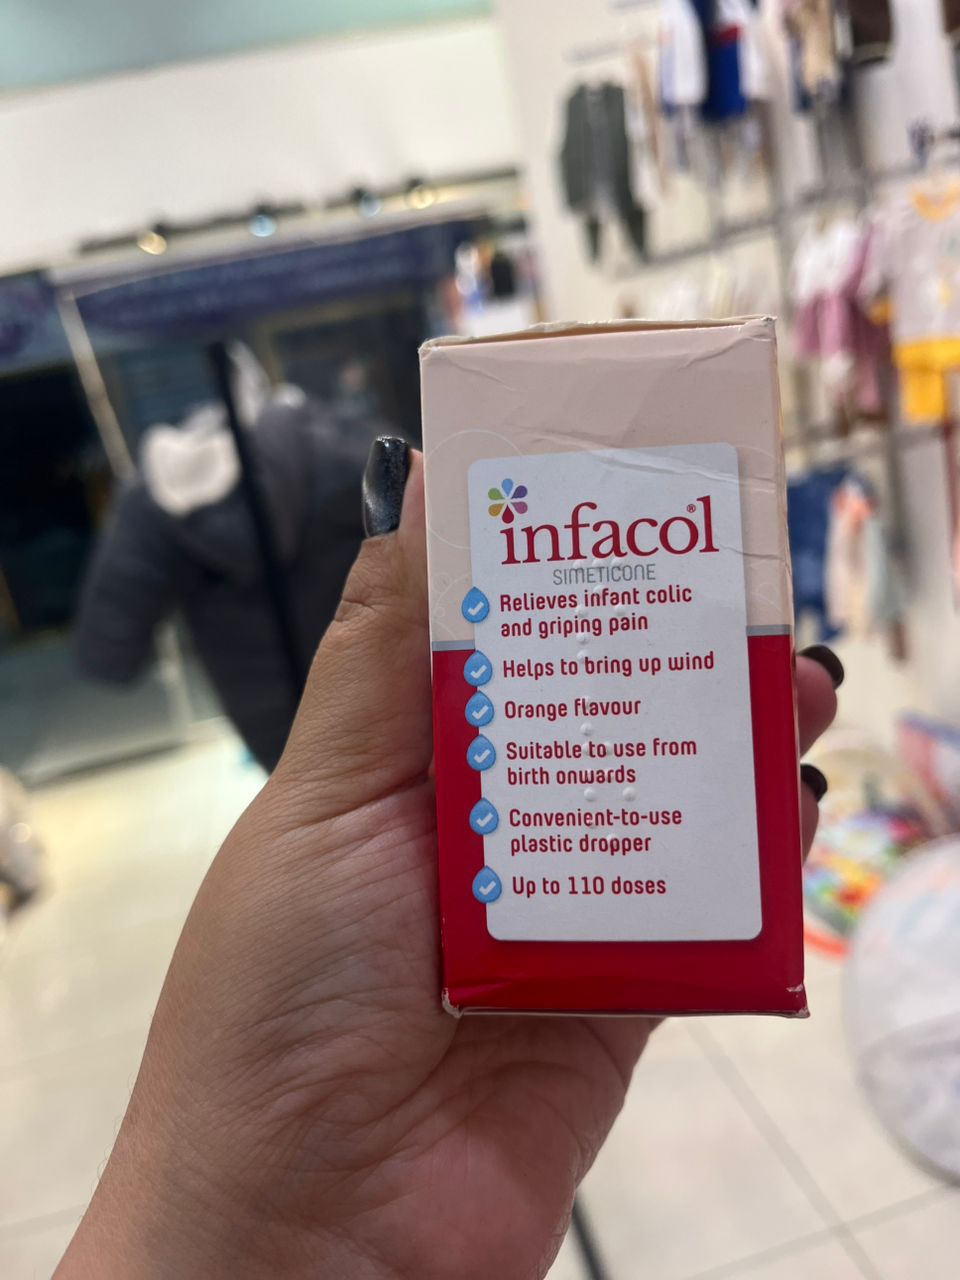 infacol®
SIMETICONE
Relieves infant colic
and griping pain
Helps to bring up wind
Orange flavour
Suitable to use from
birth onwards
Convenient-to-use
plastic dropper
Up to 110 doses